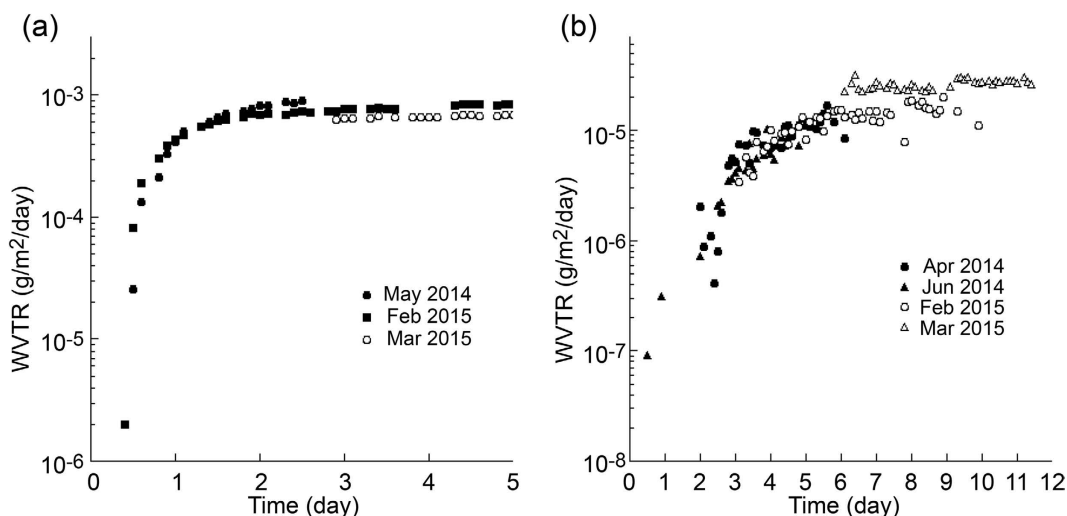 (a)
WVTR (g/m²/day)
10-3
10-4
10-5
10-6
0 1 2 3 4 5
Time (day)
May 2014
Feb 2015
Mar 2015
(b)
WVTR (g/m²/day)
10-5
10-6
10-7
10-8
0 1 2 3 4 5 6 7 8 9 10 11 12
Time (day)
Apr 2014
Jun 2014
Feb 2015
Mar 2015